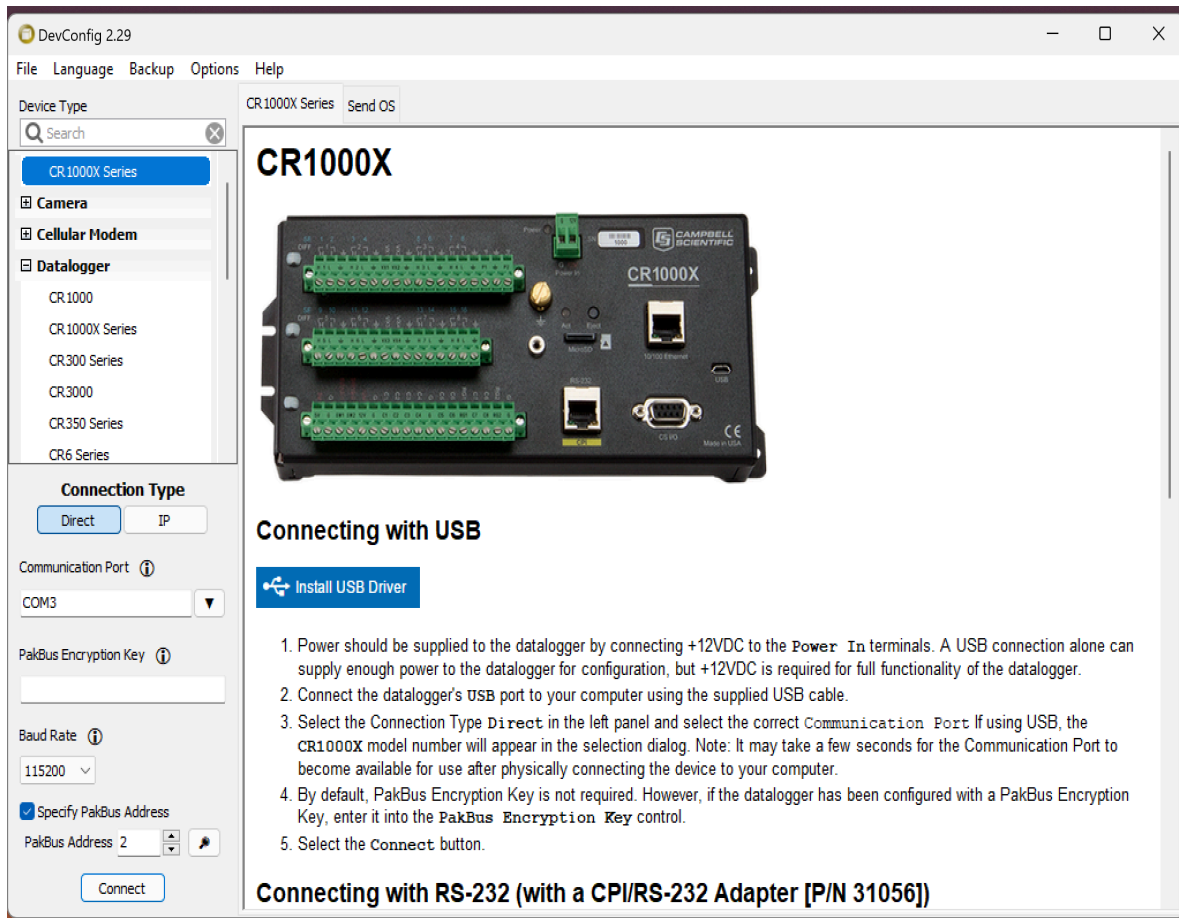 DevConfig 2.29
File Language Backup Options Help
Device Type
Search
CR1000X Series
Camera
Cellular Modem
Datalogger
CR1000
CR1000X Series
CR300 Series
CR3000
CR350 Series
CR6 Series
Connection Type
Direct IP
Communication Port
COM3
PakBus Encryption Key
Baud Rate
115200
Specify PakBus Address
PakBus Address 2
Connect
CR1000X Series Send OS
CR1000X
CAMPBELL
SCIENTIFIC
CR1000X
Power In
10/100 Ethernet
USB
MicroSD
RS-232
CPI
CS I/O
Made in USA
Connecting with USB
Install USB Driver
1. Power should be supplied to the datalogger by connecting +12VDC to the Power In terminals. A USB connection alone can
supply enough power to the datalogger for configuration, but +12VDC is required for full functionality of the datalogger.
2. Connect the datalogger's USB port to your computer using the supplied USB cable.
3. Select the Connection Type Direct in the left panel and select the correct Communication Port If using USB, the
CR1000X model number will appear in the selection dialog. Note: It may take a few seconds for the Communication Port to
become available for use after physically connecting the device to your computer.
4. By default, PakBus Encryption Key is not required. However, if the datalogger has been configured with a PakBus Encryption
Key, enter it into the PakBus Encryption Key control.
5. Select the Connect button.
Connecting with RS-232 (with a CPI/RS-232 Adapter [P/N 31056])